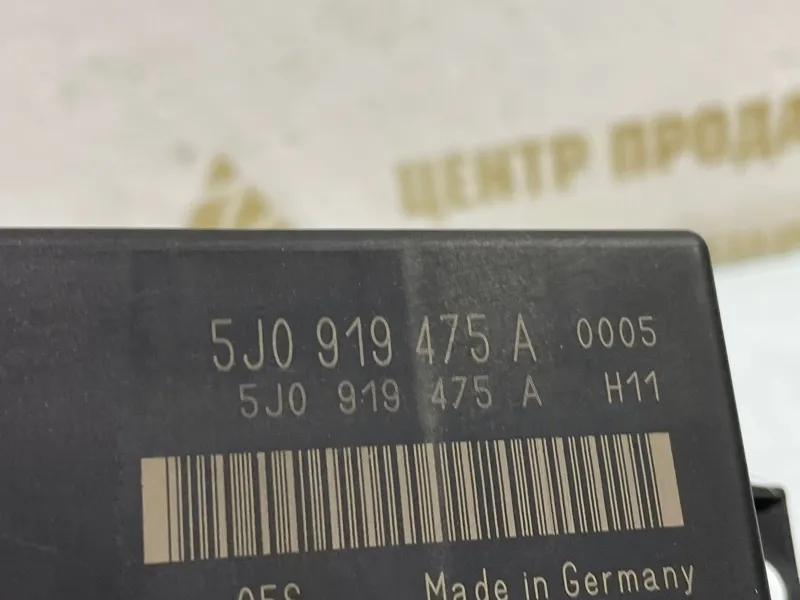 ЦЕНТР ПРОДА
5J0 919 475 A 0005
5J0 919 475 A H11
Made in Germany